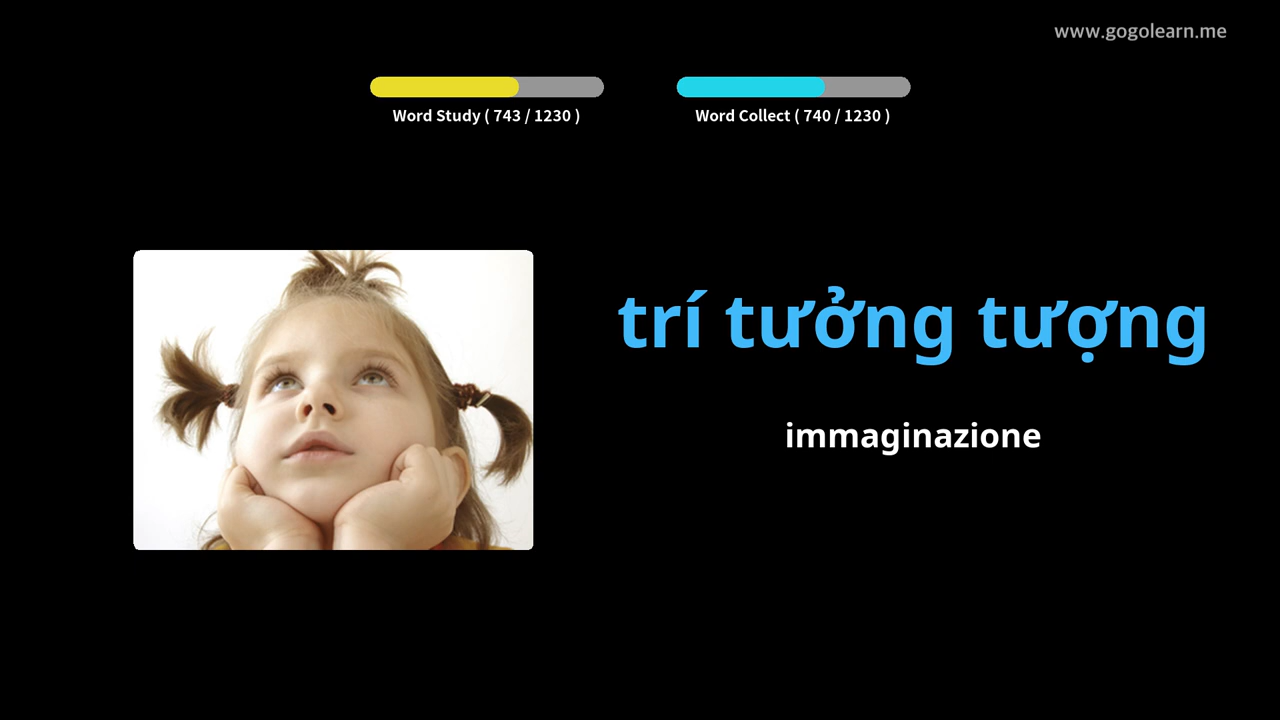 www.gogolearn.me
Word Study ( 743 / 1230 )
Word Collect ( 740 / 1230 )
trí tưởng tượng
immaginazione